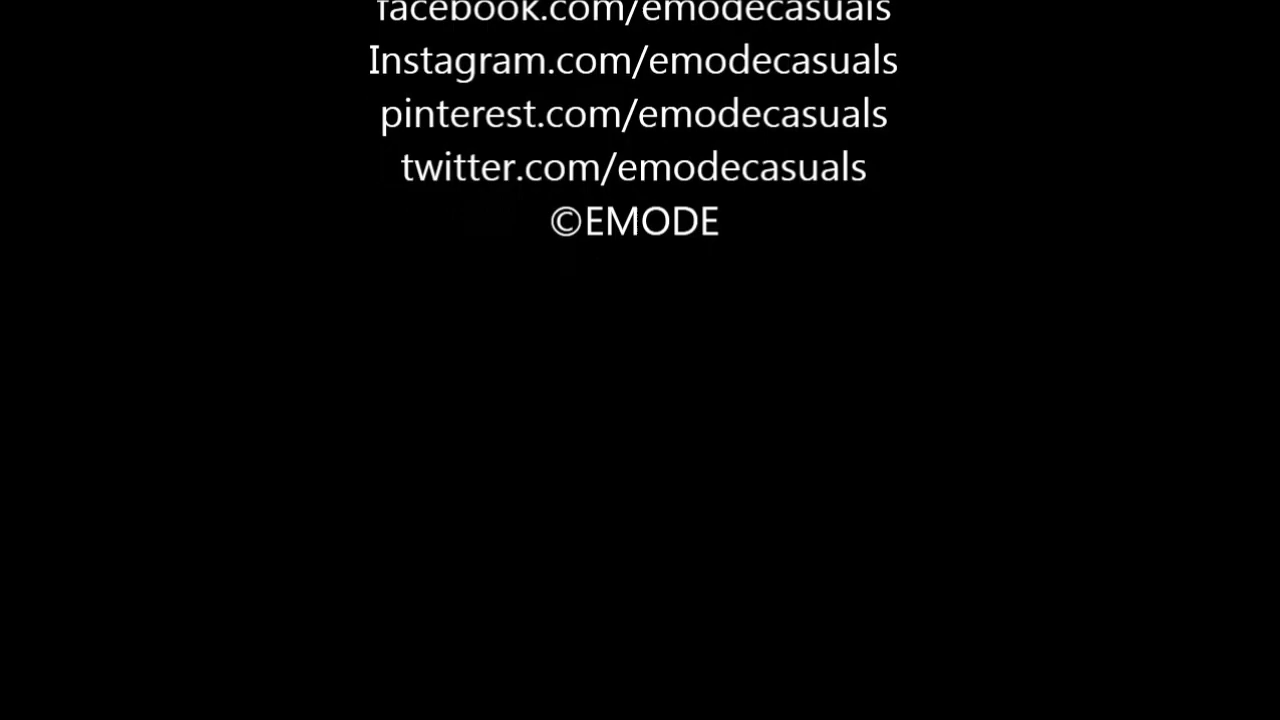 facebook.com/emodecasuals
Instagram.com/emodecasuals
pinterest.com/emodecasuals
twitter.com/emodecasuals
©EMODE